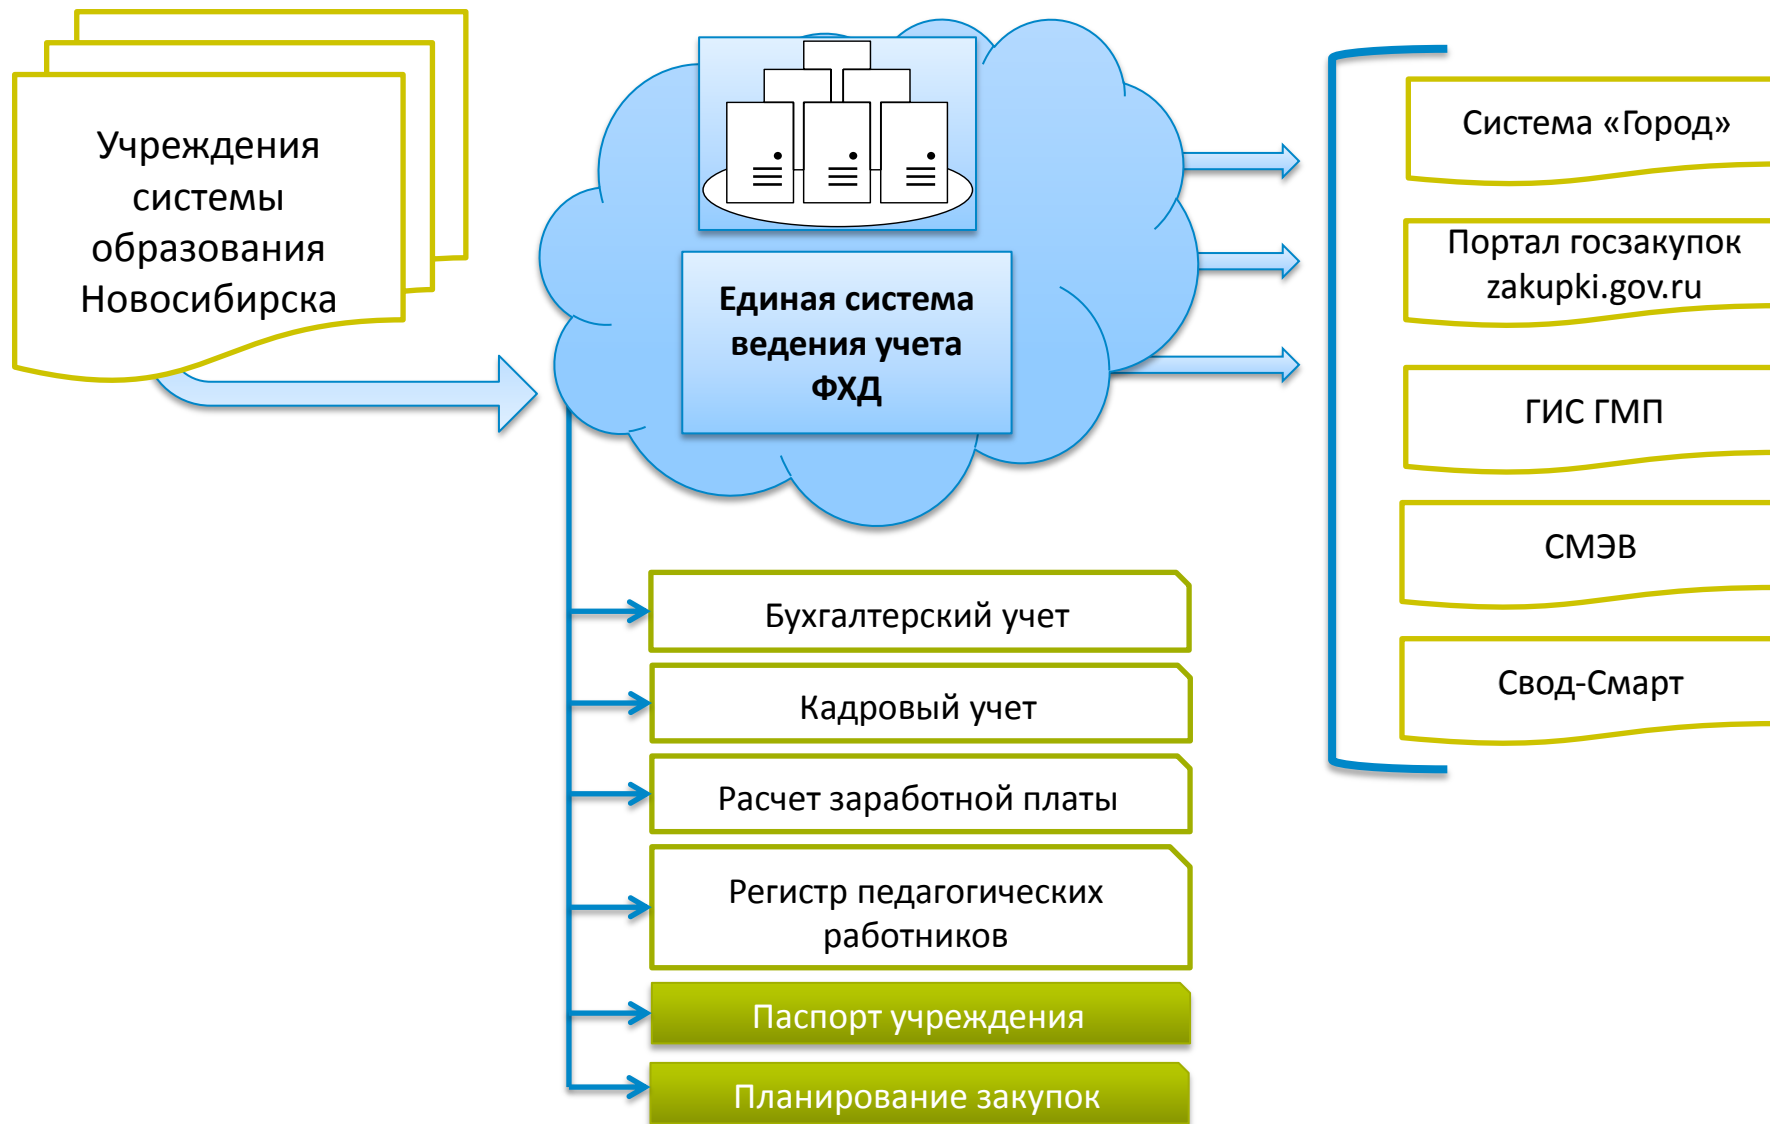 Учреждения
системы
образования
Новосибирска
Единая система
ведения учета
ФХД
Система «Город»
Портал госзакупок
zakupki.gov.ru
ГИС ГМП
СМЭВ
Свод-Смарт
Бухгалтерский учет
Кадровый учет
Расчет заработной платы
Регистр педагогических
работников
Паспорт учреждения
Планирование закупок